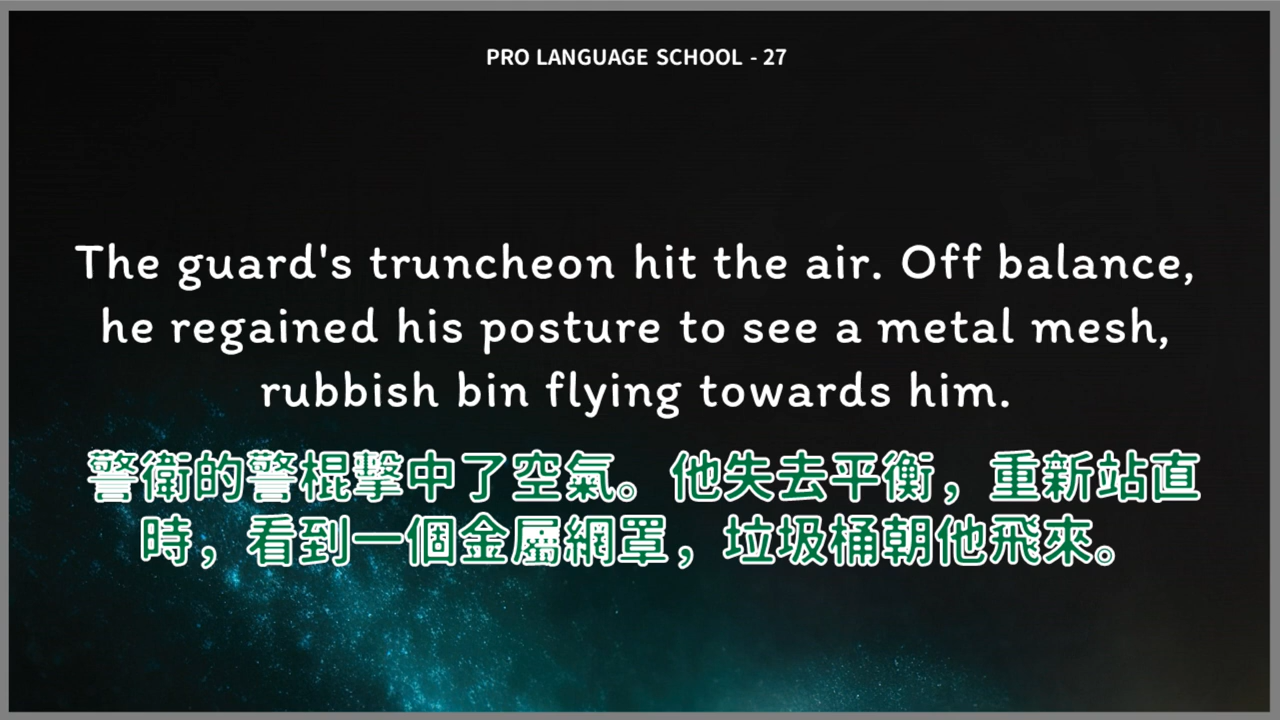 PRO LANGUAGE SCHOOL - 27
The guard's truncheon hit the air. Off balance,
he regained his posture to see a metal mesh,
rubbish bin flying towards him.
警衛的警棍擊中了空氣。他失去平衡，重新站直
時，看到一個金屬網罩，垃圾桶朝他飛來。